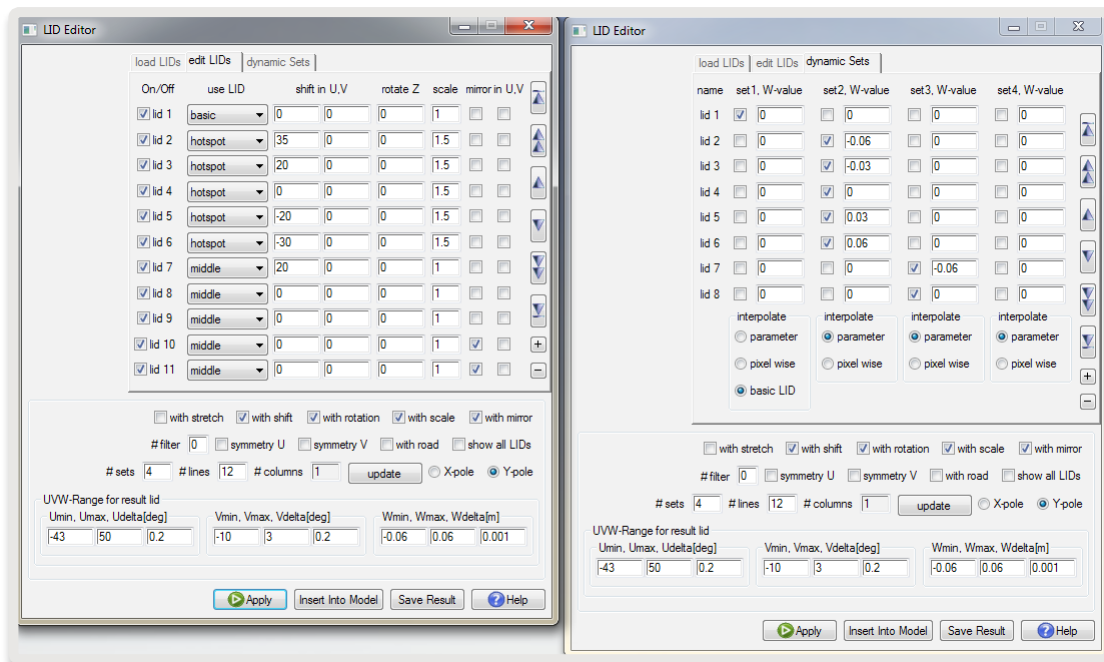 LID Editor
load LIDs edit LIDs dynamic Sets
On/Off use LID shift in U,V rotate Z scale mirror in U,V
lid 1 basic 0 0 0 1
lid 2 hotspot 35 0 0 1.5
lid 3 hotspot 20 0 0 1.5
lid 4 hotspot 0 0 0 1.5
lid 5 hotspot -20 0 0 1.5
lid 6 hotspot -30 0 0 1.5
lid 7 middle 20 0 0 1
lid 8 middle 0 0 0 1
lid 9 middle 0 0 0 1
lid 10 middle 0 0 0 1
lid 11 middle 0 0 0 1
with stretch with shift with rotation with scale with mirror
# filter 0 symmetry U symmetry V with road show all LIDs
# sets 4 # lines 12 # columns 1 update X-pole Y-pole
UVW-Range for result lid
Umin, Umax, Udelta[deg] Vmin, Vmax, Vdelta[deg] Wmin, Wmax, Wdelta[m]
-43 50 0.2 -10 3 0.2 -0.06 0.06 0.001
Apply Insert Into Model Save Result Help
LID Editor
load LIDs edit LIDs dynamic Sets
name set1, W-value set2, W-value set3, W-value set4, W-value
lid 1 0 0 0 0
lid 2 0 -0.06 0 0
lid 3 0 -0.03 0 0
lid 4 0 0 0 0
lid 5 0 0.03 0 0
lid 6 0 0.06 0 0
lid 7 0 0 -0.06 0
lid 8 0 0 0 0
interpolate interpolate interpolate interpolate
parameter parameter parameter parameter
pixel wise pixel wise pixel wise pixel wise
basic LID
with stretch with shift with rotation with scale with mirror
# filter 0 symmetry U symmetry V with road show all LIDs
# sets 4 # lines 12 # columns 1 update X-pole Y-pole
UVW-Range for result lid
Umin, Umax, Udelta[deg] Vmin, Vmax, Vdelta[deg] Wmin, Wmax, Wdelta[m]
-43 50 0.2 -10 3 0.2 -0.06 0.06 0.001
Apply Insert Into Model Save Result Help